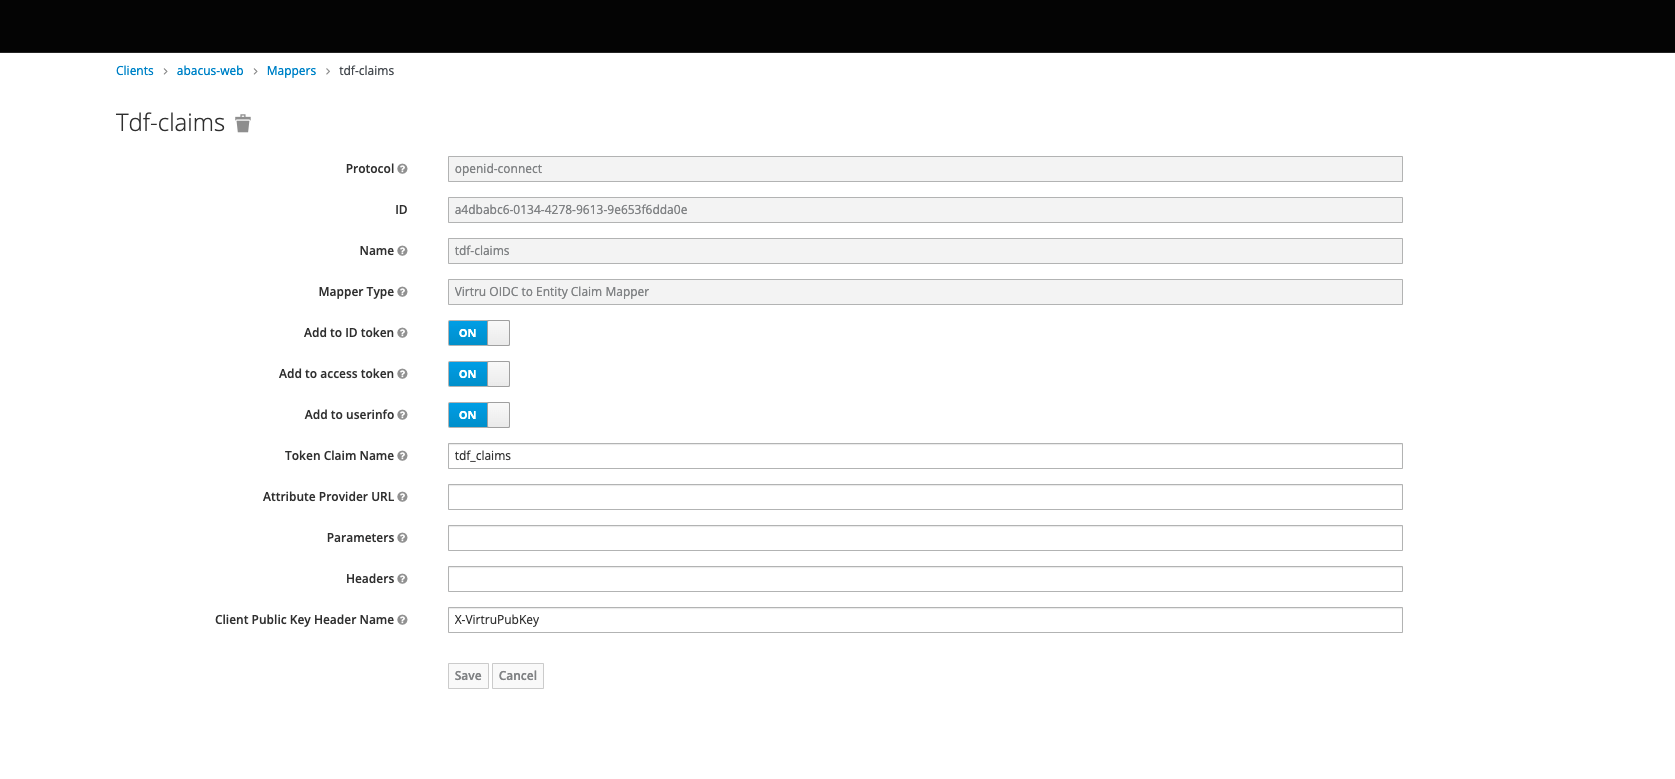 Clients > abacus-web > Mappers > tdf-claims
Tdf-claims
Protocol openid-connect
ID a4dbabc6-0134-4278-9613-9e653f6dda0e
Name tdf-claims
Mapper Type Virtru OIDC to Entity Claim Mapper
Add to ID token ON
Add to access token ON
Add to userinfo ON
Token Claim Name tdf_claims
Attribute Provider URL
Parameters
Headers
Client Public Key Header Name X-VirtruPubKey
Save Cancel